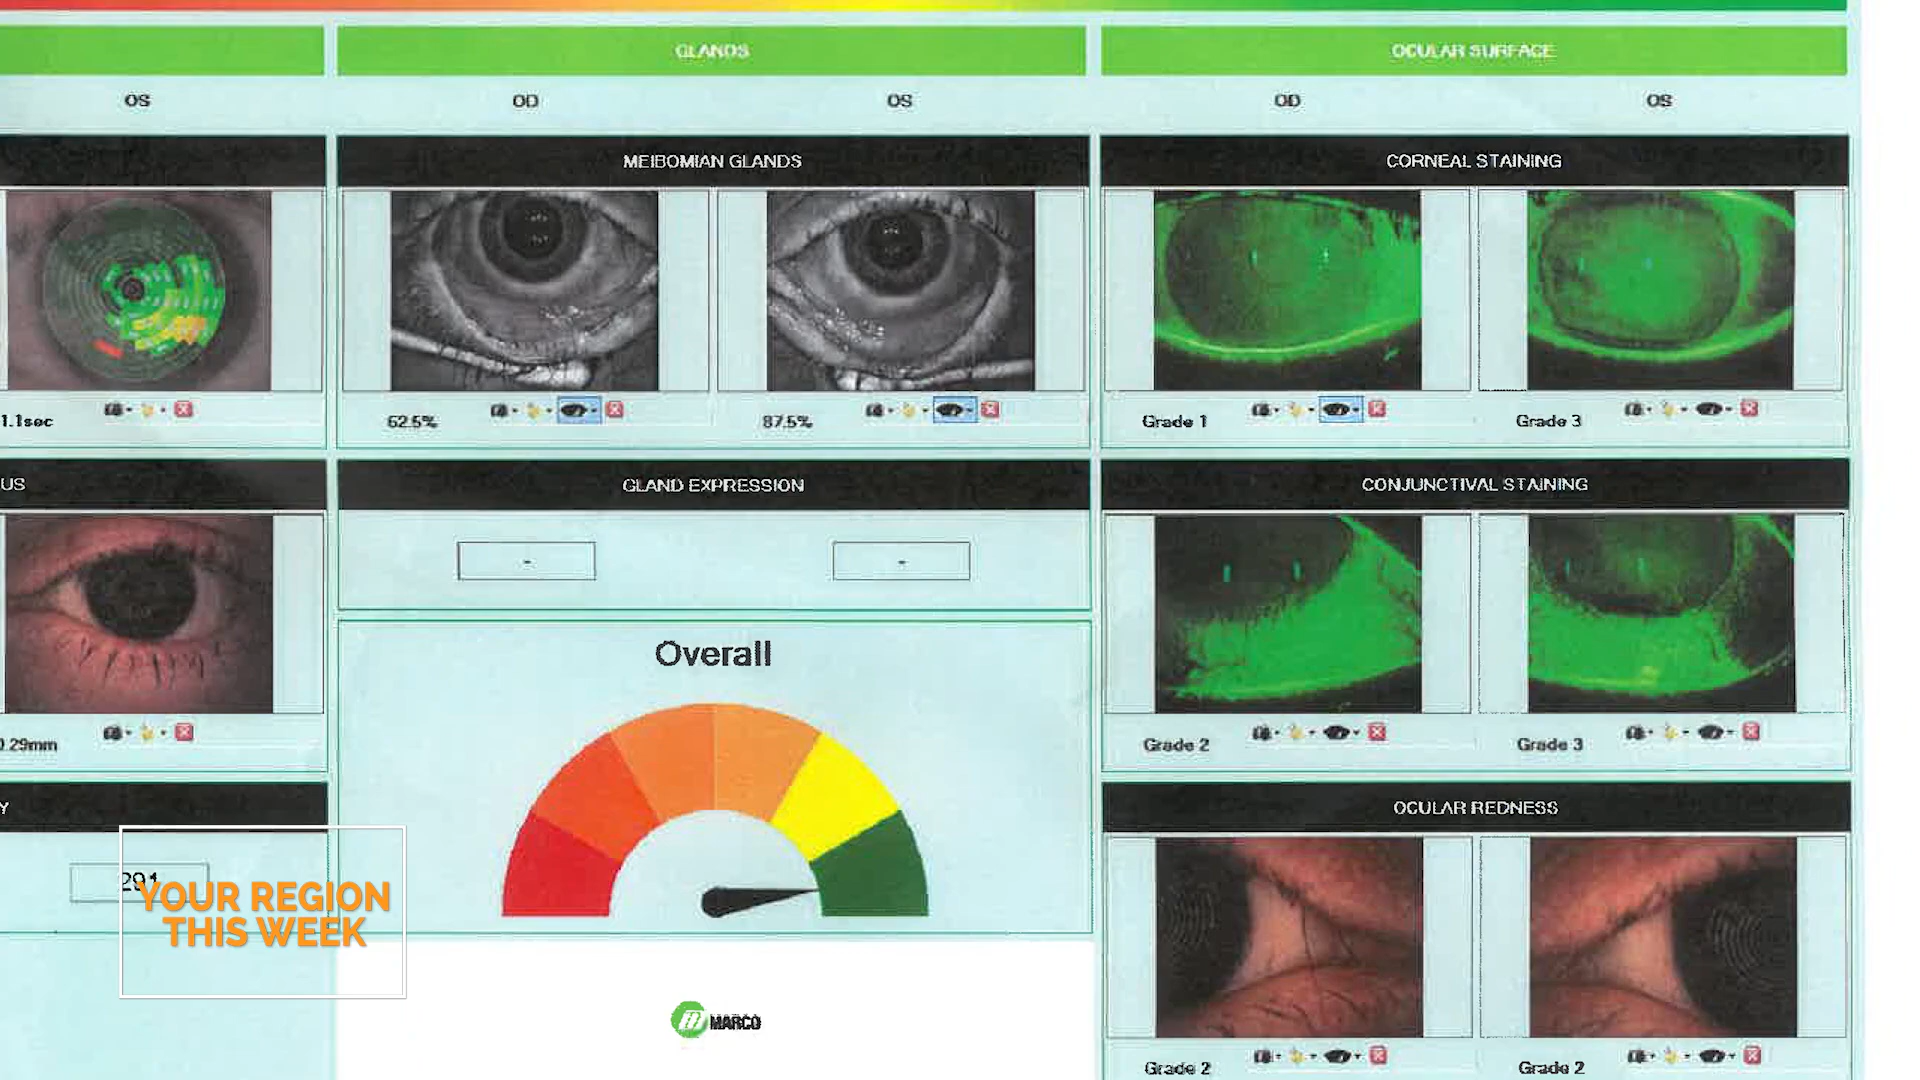 GLANDS
OCULAR SURFACE
OS
OD
OS
OD
OS
MEIBOMIAN GLANDS
CORNEAL STAINING
1.1sec
62.5%
87.5%
Grade 1
Grade 3
US
GLAND EXPRESSION
CONJUNCTIVAL STAINING
-
-
Overall
0.29mm
Grade 2
Grade 3
Y
OCULAR REDNESS
291
YOUR REGION
THIS WEEK
MARCO
Grade 2
Grade 2